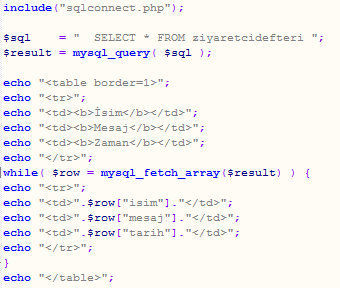 include("sqlconnect.php");
$sql = " SELECT * FROM ziyaretcidefteri ";
$result = mysql_query( $sql );
echo "<table border=1>";
echo "<tr>";
echo "<td><b>İsim</b></td>";
echo "<td><b>Mesaj</b></td>";
echo "<td><b>Zaman</b></td>";
echo "</tr>";
while( $row = mysql_fetch_array($result) ) {
echo "<tr>";
echo "<td>".$row["isim"]."</td>";
echo "<td>".$row["mesaj"]."</td>";
echo "<td>".$row["tarih"]."</td>";
echo "</tr>";
}
echo "</table>";